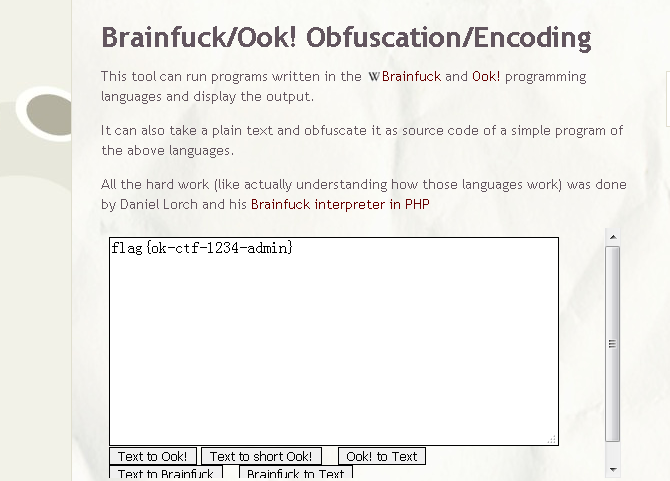 Brainfuck/Ook! Obfuscation/Encoding
This tool can run programs written in the WBrainfuck and Ook! programming
languages and display the output.
It can also take a plain text and obfuscate it as source code of a simple program of
the above languages.
All the hard work (like actually understanding how those languages work) was done
by Daniel Lorch and his Brainfuck interpreter in PHP
flag{ok-ctf-1234-admin}
Text to Ook! Text to short Ook! Ook! to Text
Text to Brainfuck Brainfuck to Text